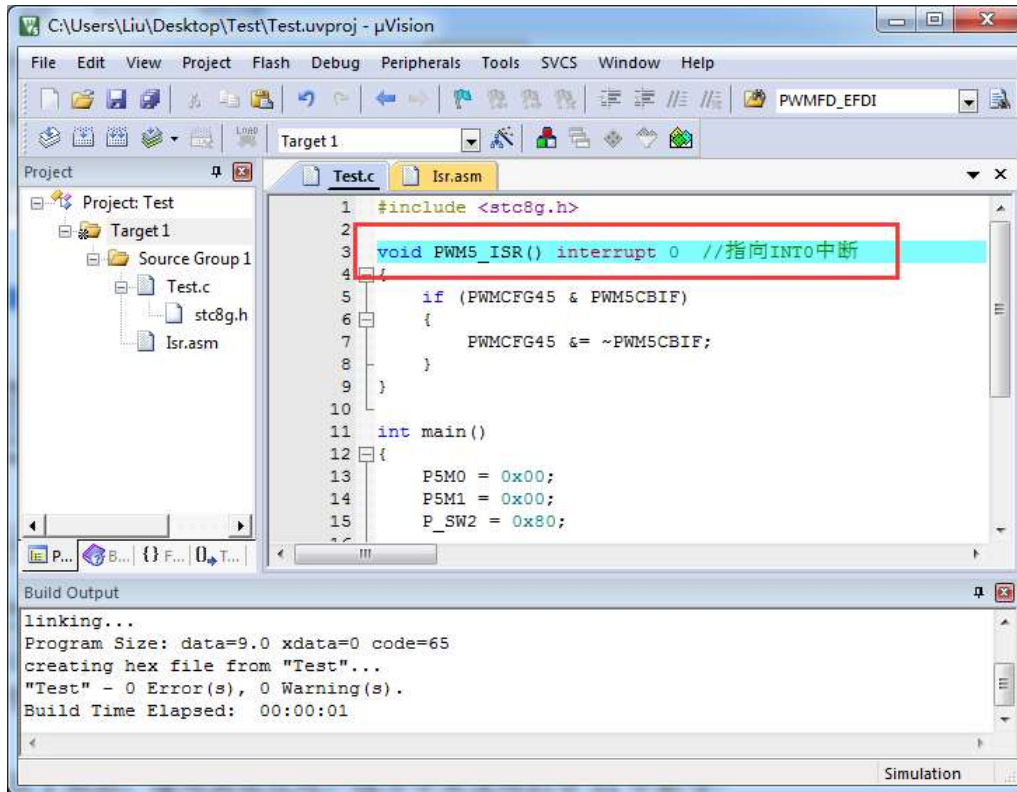 C:\Users\Liu\Desktop\Test\Test.uvproj - µVision
File Edit View Project Flash Debug Peripherals Tools SVCS Window Help
PWMFD_EFDI
LOAD Target 1
Project
Test.c Isr.asm
Project: Test
Target 1
Source Group 1
Test.c
stc8g.h
Isr.asm
1 #include <stc8g.h>
2
3 void PWM5_ISR() interrupt 0 //指向INT0中断
4 {
5 if (PWMCFG45 & PWM5CBIF)
6 {
7 PWMCFG45 &= ~PWM5CBIF;
8 }
9 }
10
11 int main()
12 {
13 P5M0 = 0x00;
14 P5M1 = 0x00;
15 P_SW2 = 0x80;
P... B... {} F... 0 T...
Build Output
linking...
Program Size: data=9.0 xdata=0 code=65
creating hex file from "Test"...
"Test" - 0 Error(s), 0 Warning(s).
Build Time Elapsed: 00:00:01
Simulation